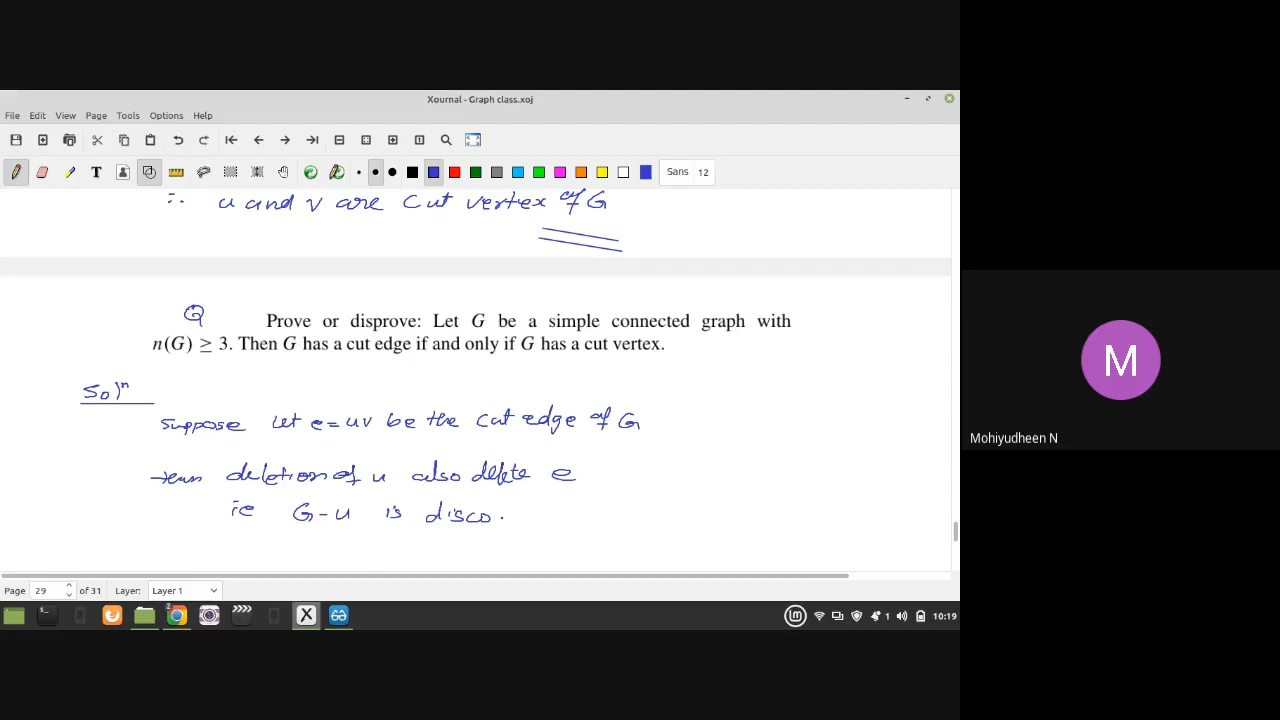 Xournal - Graph class.xoj
File Edit View Page Tools Options Help
T
Sans 12
∴ u and v are cut vertex of G
Q
Prove or disprove: Let G be a simple connected graph with
n(G) ≥ 3. Then G has a cut edge if and only if G has a cut vertex.
Solⁿ
suppose let e = uv be the cut edge of G
deletion of u also delete e
ie G - u is disco
M
Mohiyudheen N
Page 29 of 31 Layer: Layer 1
2
X
1 10:19